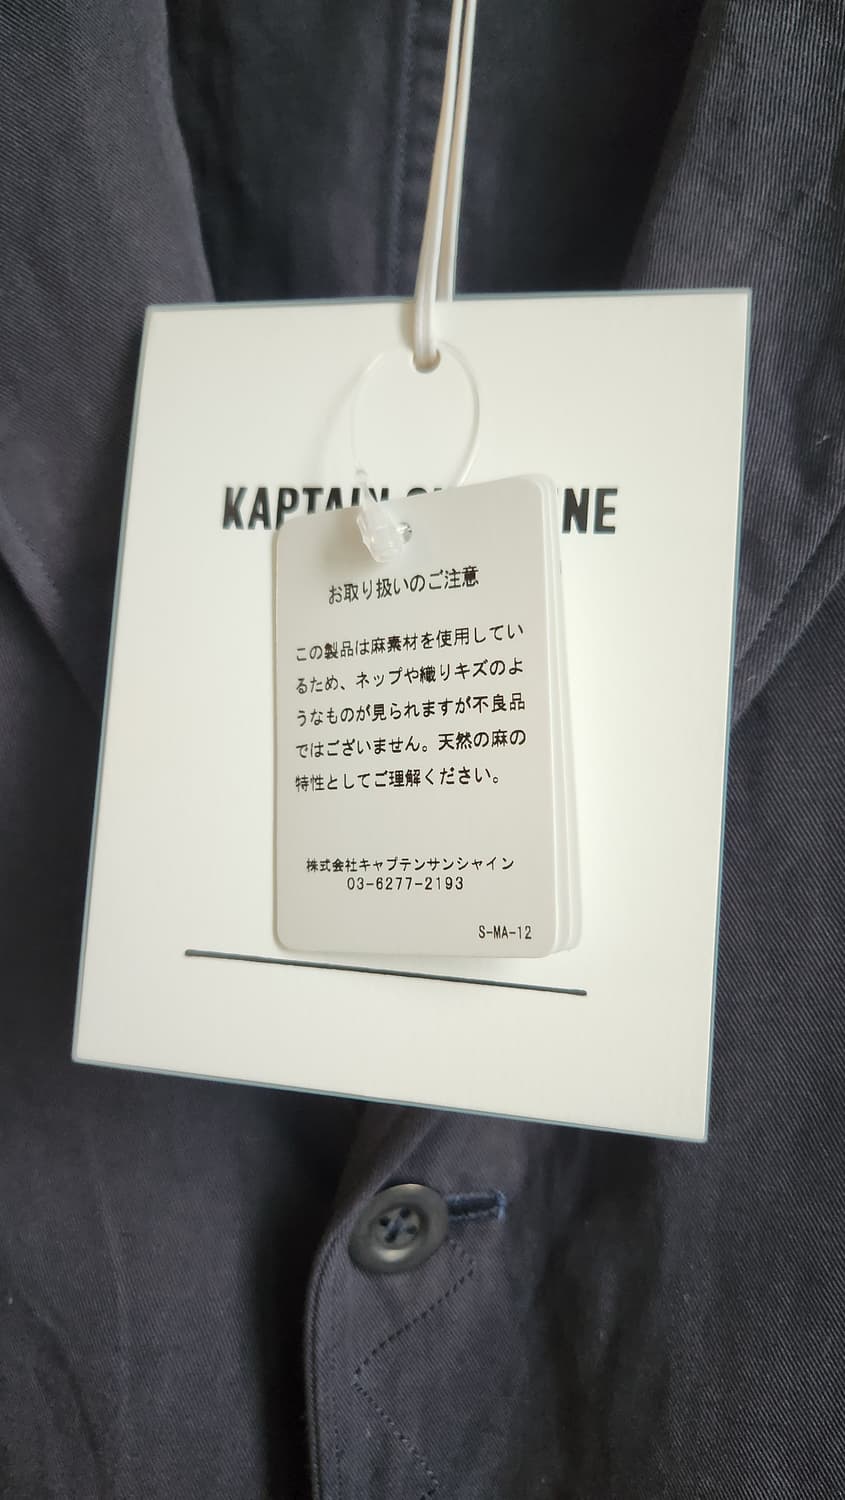 KAPTAIN
お取り扱いのご注意
この製品は麻素材を使用してい
るため、ネップや織りキズのよ
うなものが見られますが不良品
ではございません。天然の麻の
特性としてご理解ください。
株式会社キャプテンサンシャイン
03-6277-2193
S-MA-12